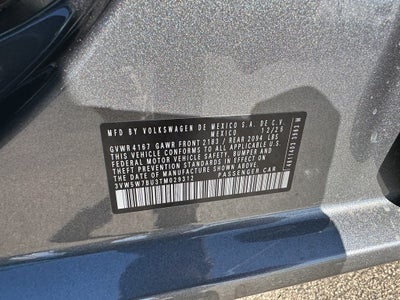 MFD BY VOLKSWAGEN DE MEXICO S.A. DE C.V.
MEXICO 12/25
GVWR 4167 GAWR FRONT 2183 / REAR 2094 LBS
THIS VEHICLE CONFORMS TO ALL APPLICABLE
FEDERAL MOTOR VEHICLE SAFETY, BUMPER AND
THEFT PREVENTION STANDARDS IN EFFECT ON
THE DATE OF MANUFACTURE SHOWN ABOVE
3VW5W7BU3TM029312 PASSENGER CAR